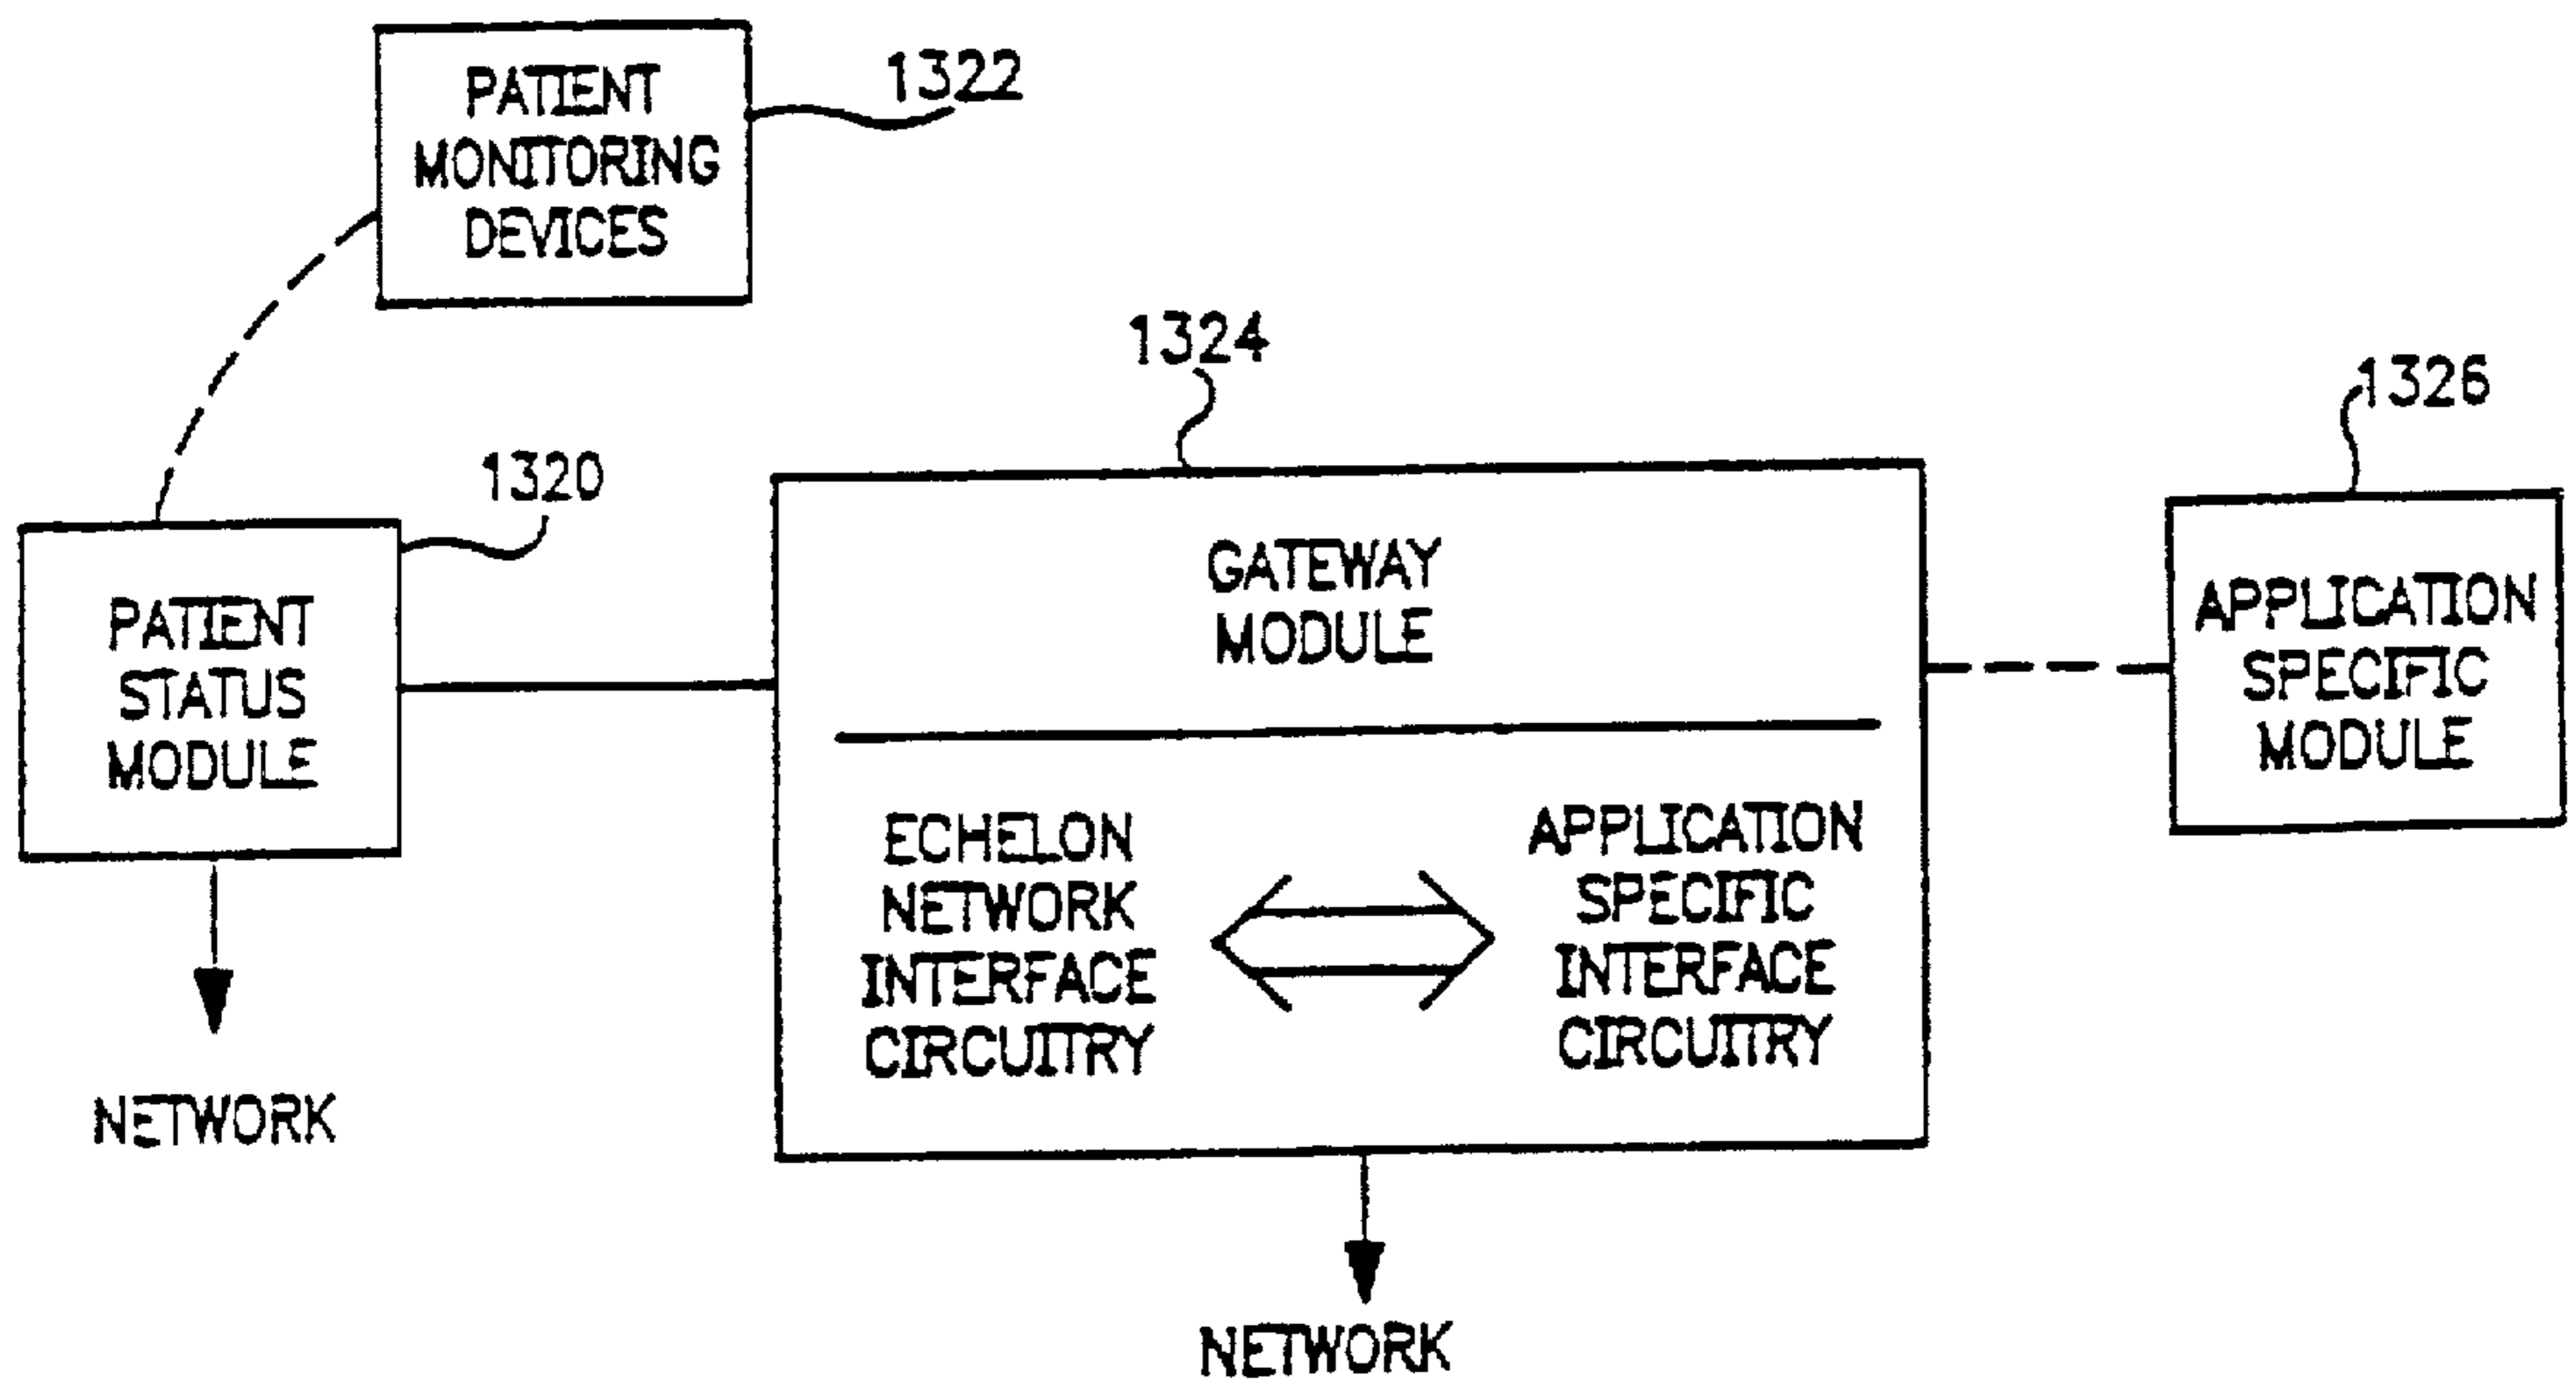 PATIENT
MONITORING
DEVICES
1322
1324
1326
1320
PATIENT
STATUS
MODULE
GATEWAY
MODULE
APPLICATION
SPECIFIC
MODULE
ECHELON
NETWORK
INTERFACE
CIRCUITRY
APPLICATION
SPECIFIC
INTERFACE
CIRCUITRY
NETWORK
NETWORK